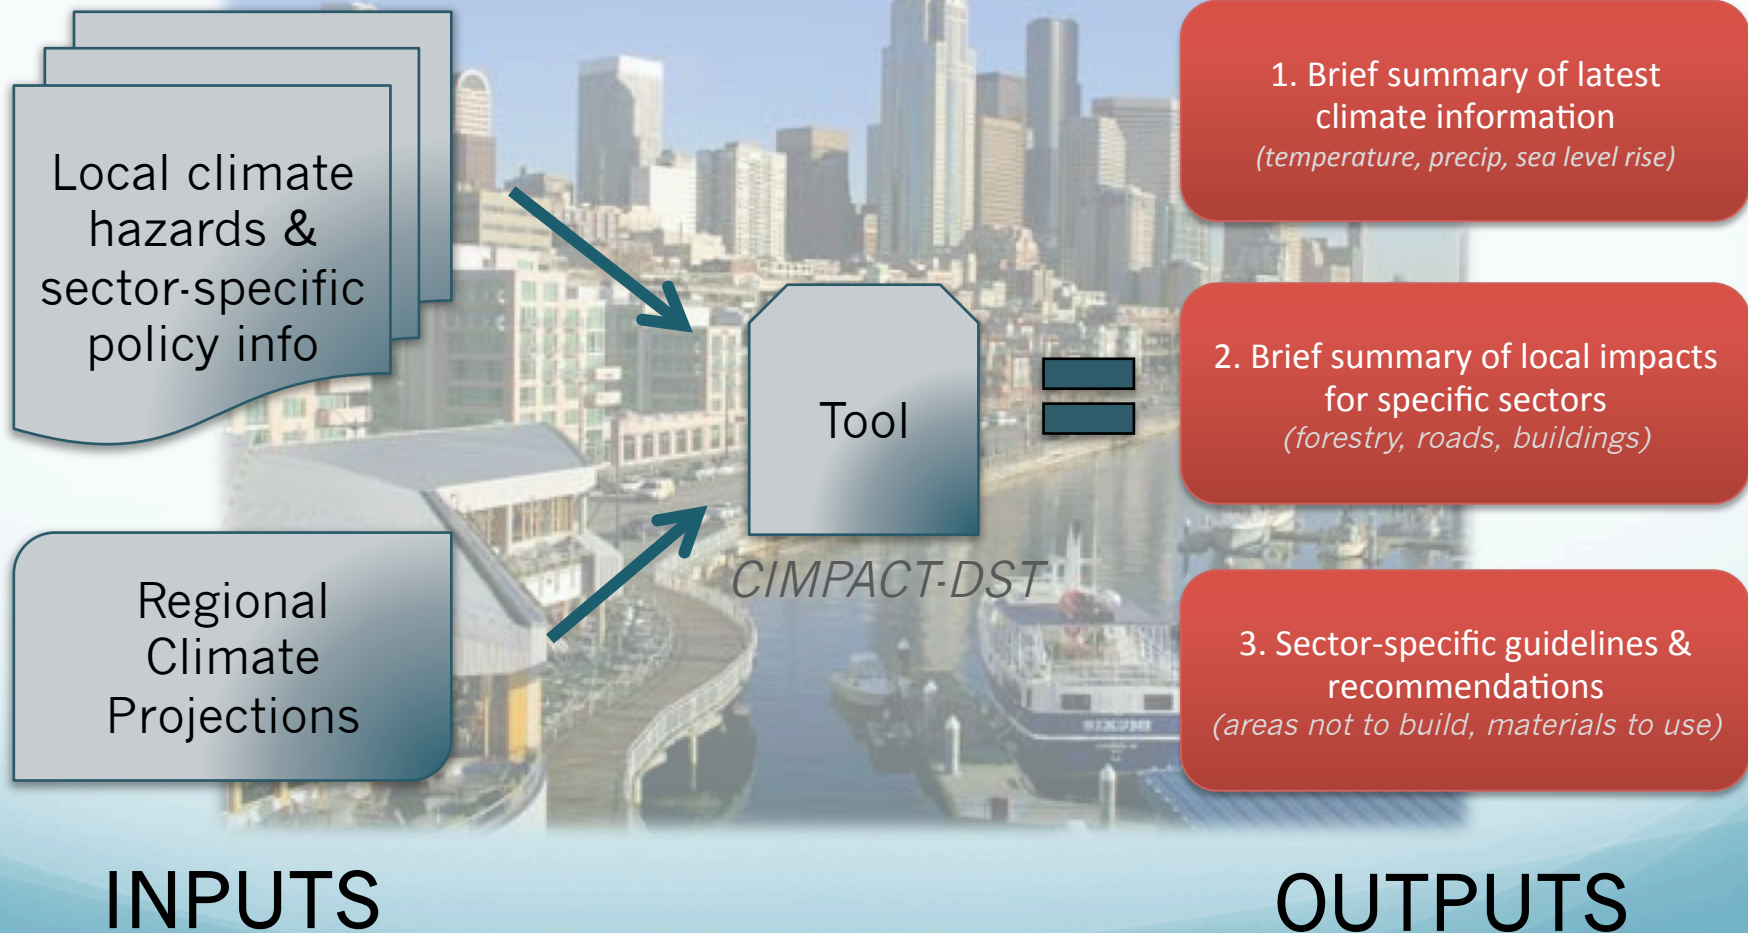 Local climate
hazards &
sector-specific
policy info
Regional
Climate
Projections
INPUTS
Tool
CIMPACT-DST
1. Brief summary of latest
climate information
(temperature, precip, sea level rise)
2. Brief summary of local impacts
for specific sectors
(forestry, roads, buildings)
3. Sector-specific guidelines &
recommendations
(areas not to build, materials to use)
OUTPUTS